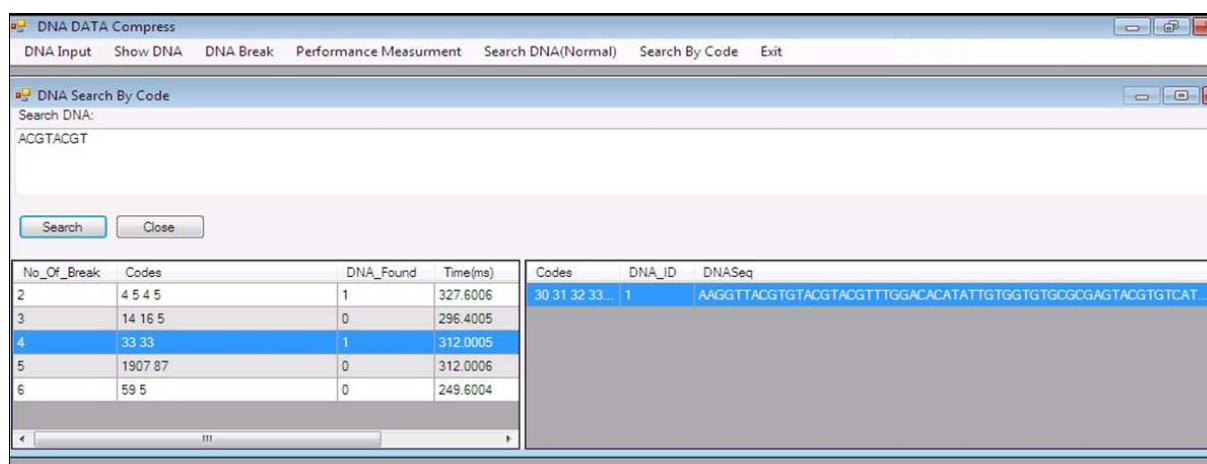 DNA DATA Compress
DNA Input Show DNA DNA Break Performance Measurment Search DNA(Normal) Search By Code Exit
DNA Search By Code
Search DNA:
ACGTACGT
Search Close
No_Of_Break Codes DNA_Found Time(ms)
2 4 5 4 5 1 327.6006
3 14 16 5 0 296.4005
4 33 33 1 312.0005
5 1907 87 0 312.0006
6 59 5 0 249.6004
Codes DNA_ID DNASeq
30 31 32 33... 1 AAGGTTACGTGTACGTACGTTTGGACACATATTGTGGTGTGCGCGAGTACGTGTCAT...